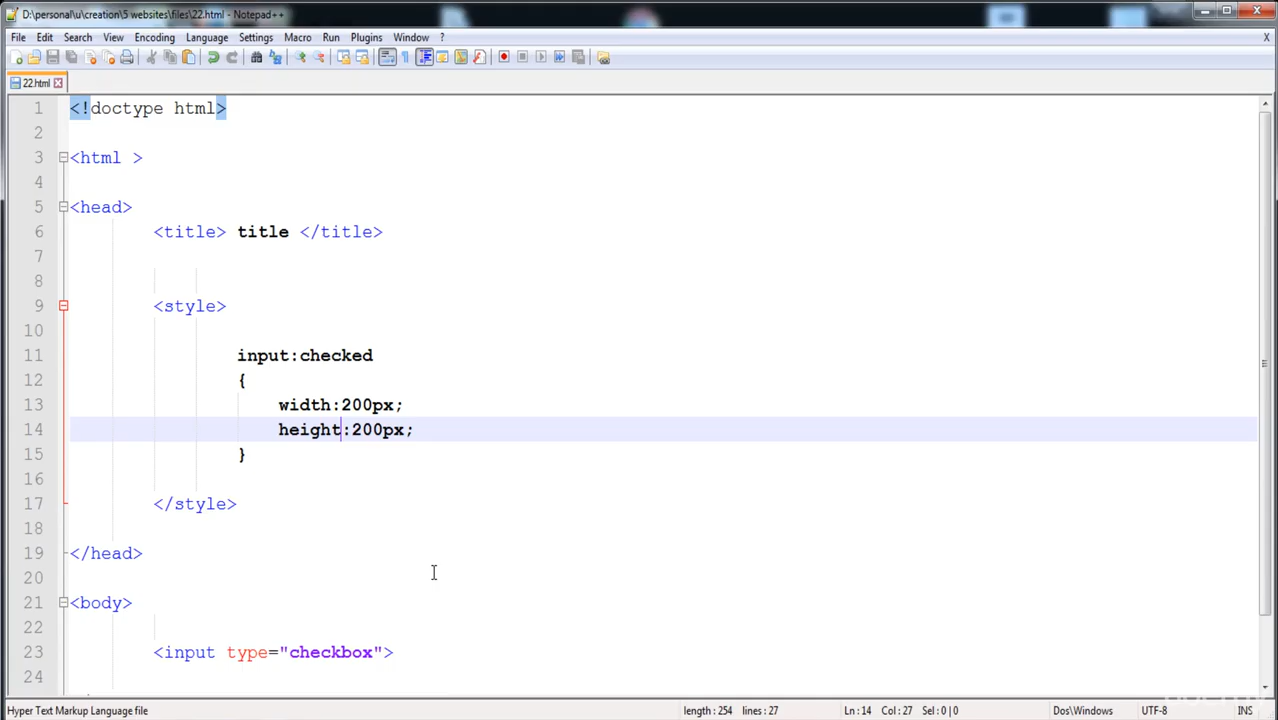 D:\personal\u\creation\5 websites\files\22.html - Notepad++
File Edit Search View Encoding Language Settings Macro Run Plugins Window ? X
22.html
1 <!doctype html>
2
3 <html >
4
5 <head>
6 <title> title </title>
7
8
9 <style>
10
11 input:checked
12 {
13 width:200px;
14 height:200px;
15 }
16
17 </style>
18
19 </head>
20
21 <body>
22
23 <input type="checkbox">
24
Hyper Text Markup Language file length: 254 lines: 27 Ln:14 Col:27 Sel:0|0 Dos\Windows UTF-8 INS